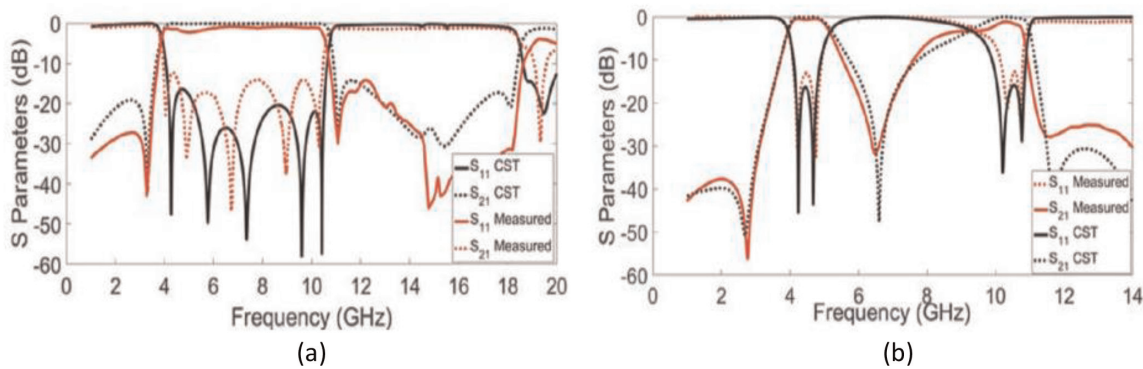 0
-10
-20
-30
-40
-50
-60
S Parameters (dB)
S11 CST
S21 CST
S11 Measured
S21 Measured
0 2 4 6 8 10 12 14 16 18 20
Frequency (GHz)
(a)
0
-10
-20
-30
-40
-50
-60
S Parameters (dB)
S11 Measured
S21 Measured
S11 CST
S21 CST
0 2 4 6 8 10 12 14
Frequency (GHz)
(b)